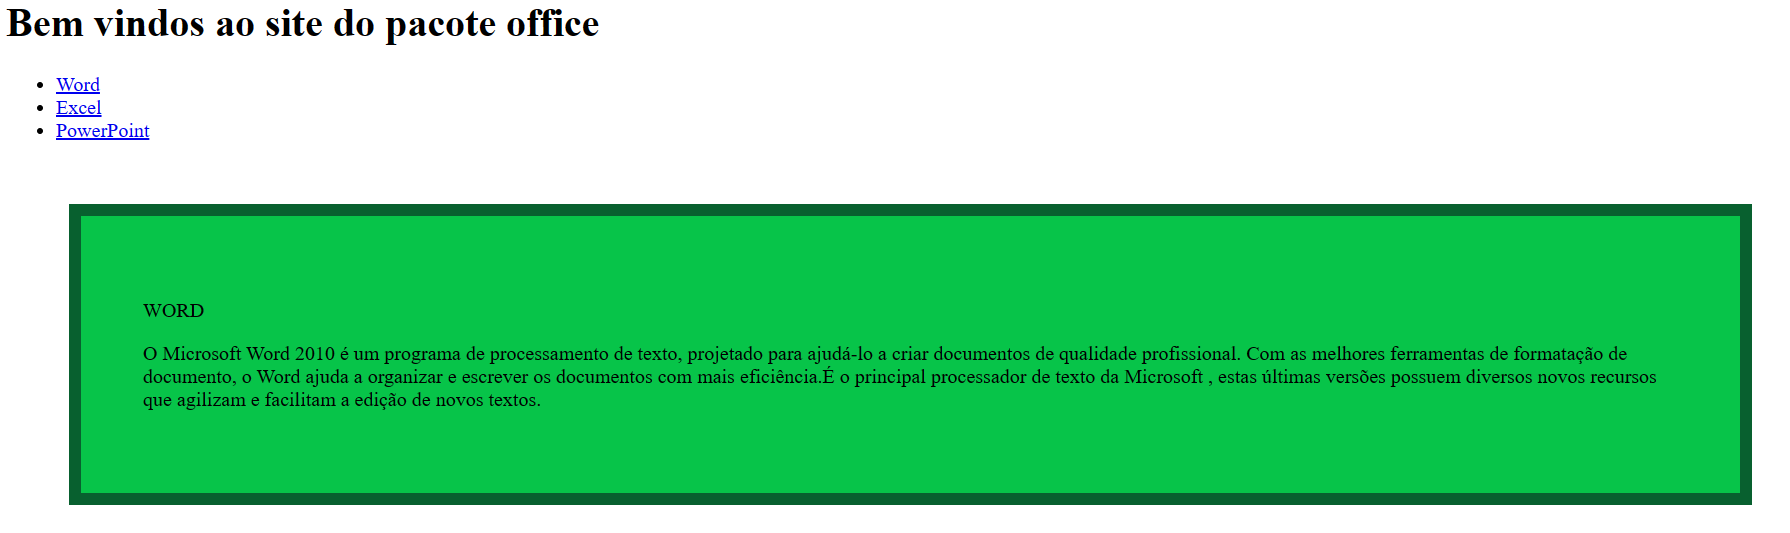 Bem vindos ao site do pacote office
Word
Excel
PowerPoint
WORD
O Microsoft Word 2010 é um programa de processamento de texto, projetado para ajudá-lo a criar documentos de qualidade profissional. Com as melhores ferramentas de formatação de
documento, o Word ajuda a organizar e escrever os documentos com mais eficiência.É o principal processador de texto da Microsoft , estas últimas versões possuem diversos novos recursos
que agilizam e facilitam a edição de novos textos.